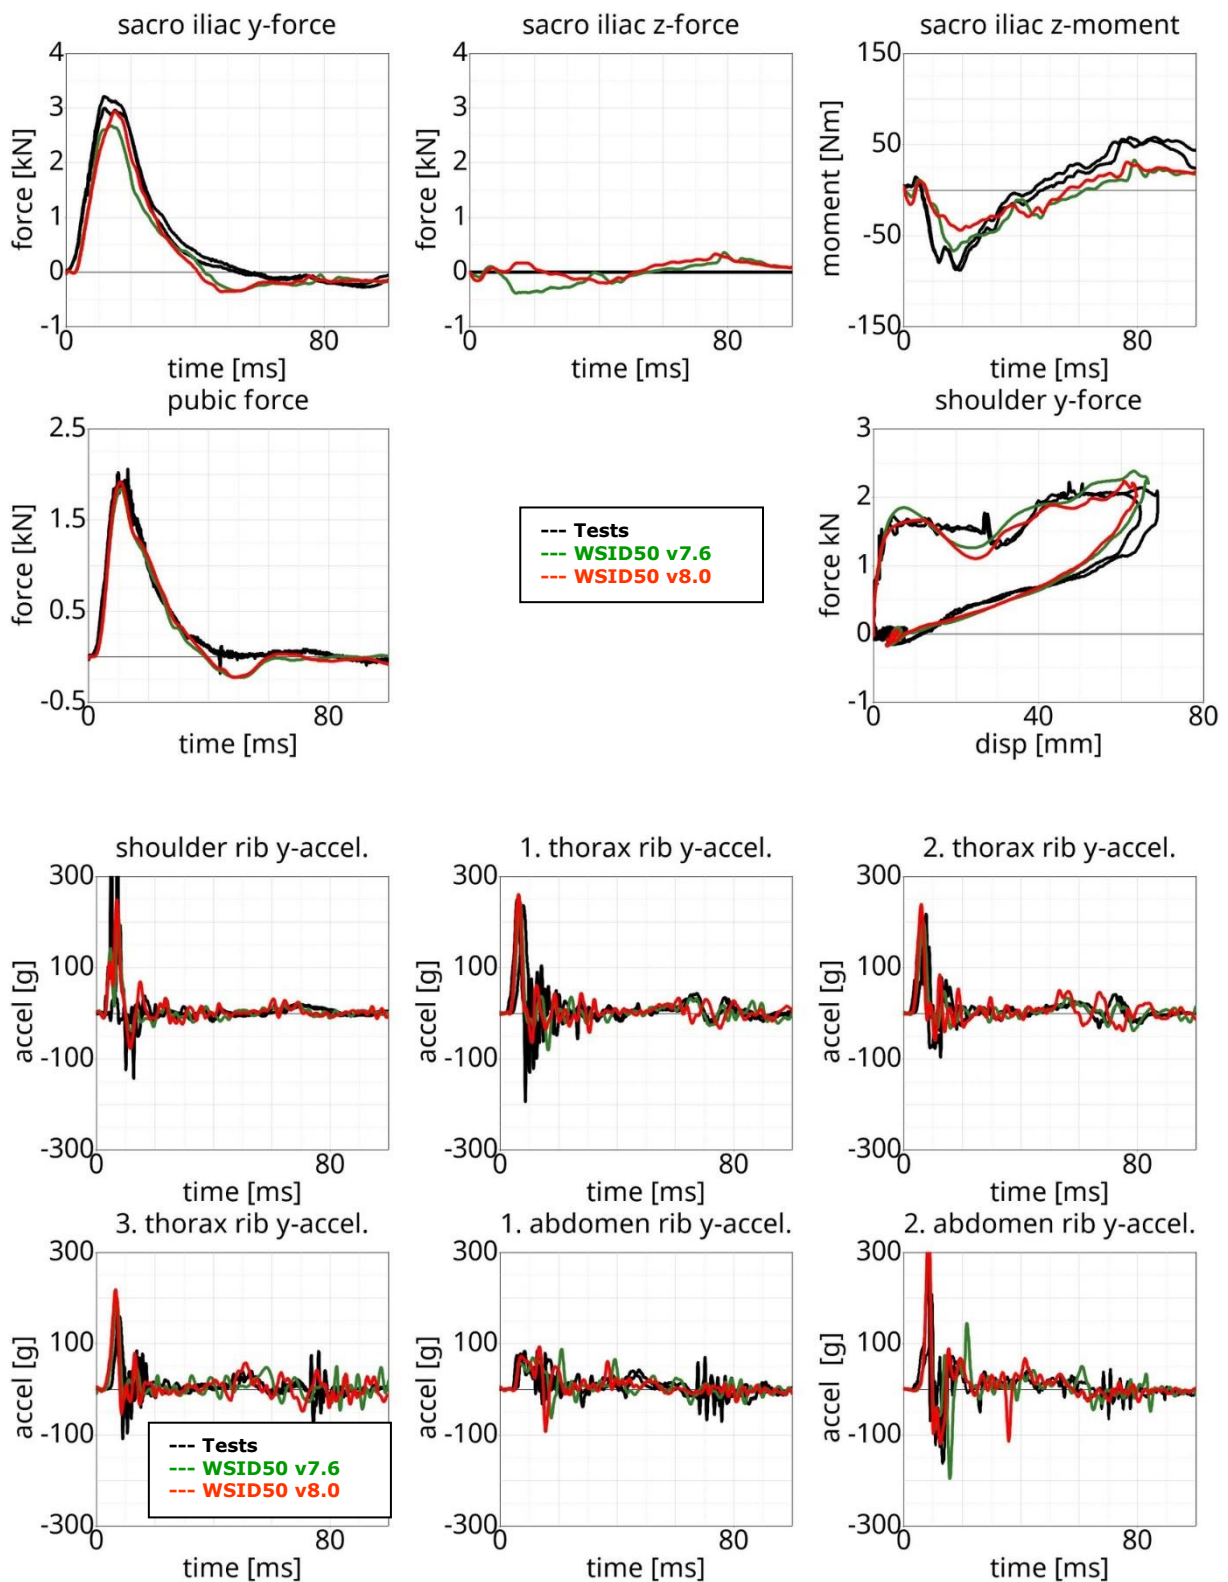 sacro iliac y-force
sacro iliac z-force
sacro iliac z-moment
4
3
2
1
0
-1
force [kN]
0
80
time [ms]
4
3
2
1
0
-1
force [kN]
0
80
time [ms]
150
50
-50
-150
moment [Nm]
0
80
time [ms]
pubic force
shoulder y-force
2.5
1.5
0.5
-0.5
force [kN]
0
80
time [ms]
--- Tests
--- WSID50 v7.6
--- WSID50 v8.0
3
2
1
0
-1
force kN
0
40
80
disp [mm]
shoulder rib y-accel.
1. thorax rib y-accel.
2. thorax rib y-accel.
300
100
-100
-300
accel [g]
0
80
time [ms]
300
100
-100
-300
accel [g]
0
80
time [ms]
300
100
-100
-300
accel [g]
0
80
time [ms]
3. thorax rib y-accel.
1. abdomen rib y-accel.
2. abdomen rib y-accel.
300
100
-100
-300
accel [g]
--- Tests
--- WSID50 v7.6
--- WSID50 v8.0
0
80
time [ms]
300
100
-100
-300
accel [g]
0
80
time [ms]
300
100
-100
-300
accel [g]
0
80
time [ms]